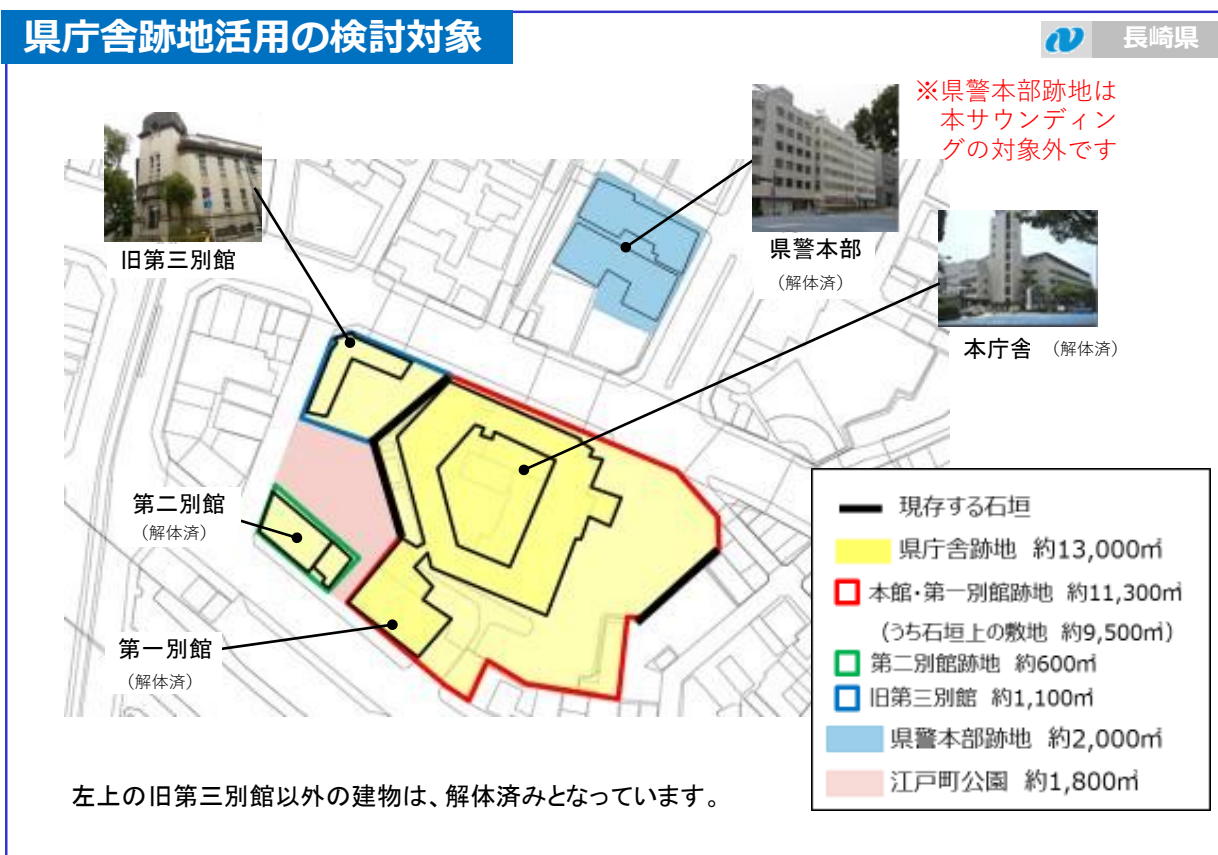 県庁舎跡地活用の検討対象
長崎県
※県警本部跡地は
本サウンディン
グの対象外です
旧第三別館
県警本部
（解体済）
本庁舎 （解体済）
第二別館
（解体済）
第一別館
（解体済）
現存する石垣
県庁舎跡地 約13,000㎡
本館・第一別館跡地 約11,300㎡
（うち石垣上の敷地 約9,500㎡）
第二別館跡地 約600㎡
旧第三別館 約1,100㎡
県警本部跡地 約2,000㎡
江戸町公園 約1,800㎡
左上の旧第三別館以外の建物は、解体済みとなっています。